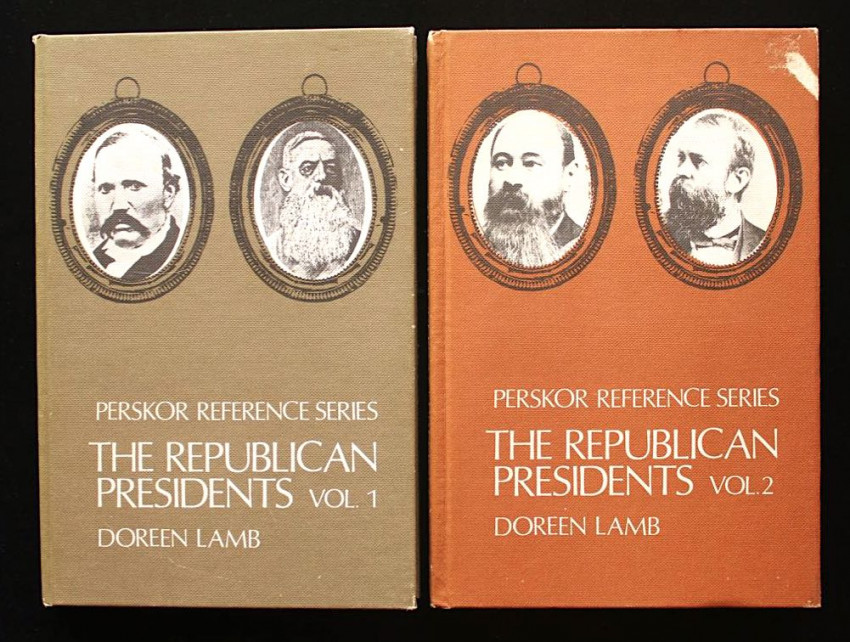 PERSKOR REFERENCE SERIES
THE REPUBLICAN
PRESIDENTS VOL. 1
DOREEN LAMB
PERSKOR REFERENCE SERIES
THE REPUBLICAN
PRESIDENTS VOL.2
DOREEN LAMB